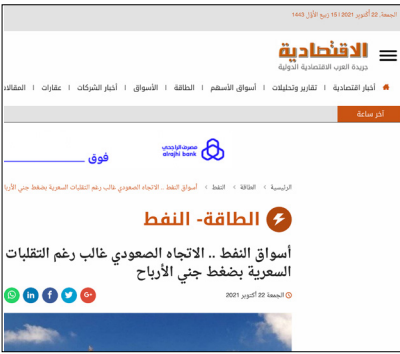 الجمعة, 22 أكتوبر 2021 | 15 ربيع الأول 1443
الاقتصادية
جريدة العرب الاقتصادية الدولية
أخبار اقتصادية | تقارير وتحليلات | أسواق الأسهم | الطاقة | الأسواق | أخبار الشركات | عقارات | المقالات
آخر ساعة
مصرف الراجحي
alrajhi bank
فوق
الرئيسية › الطاقة › النفط › أسواق النفط .. الاتجاه الصعودي غالب رغم التقلبات السعرية بضغط جني الأربا
الطاقة- النفط
أسواق النفط .. الاتجاه الصعودي غالب رغم التقلبات
السعرية بضغط جني الأرباح
الجمعة 22 أكتوبر 2021